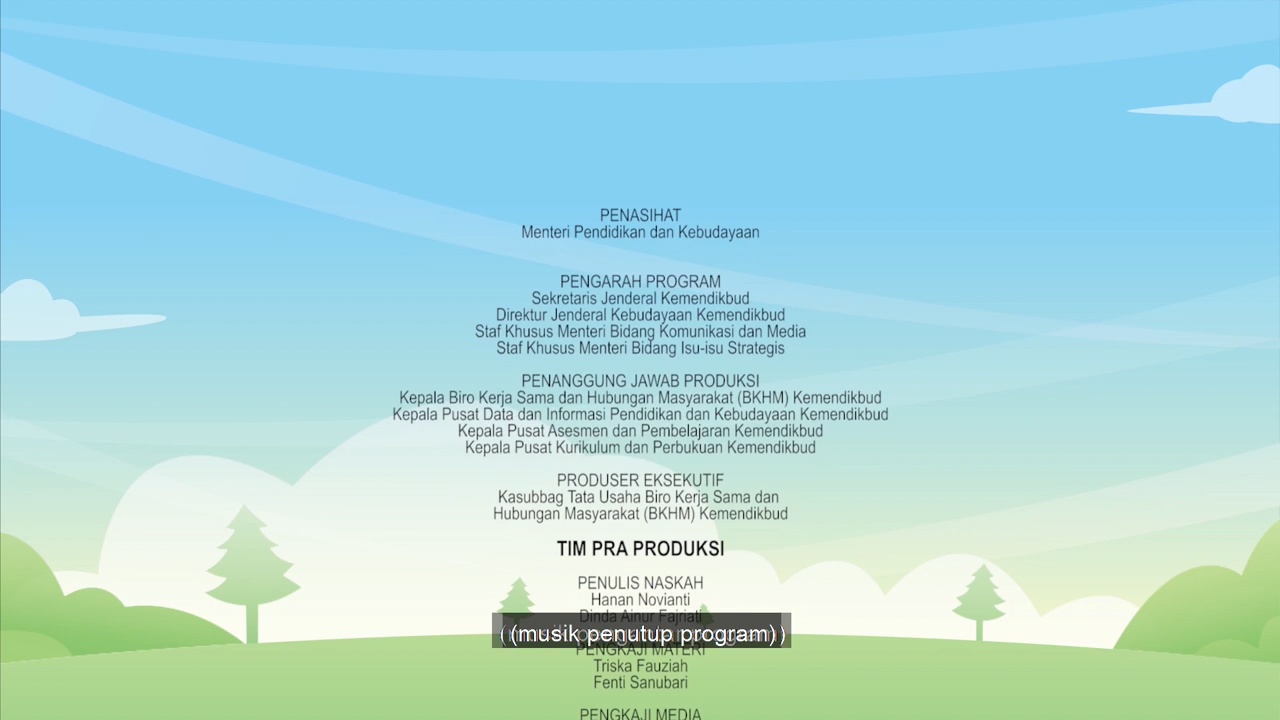 PENASIHAT
Menteri Pendidikan dan Kebudayaan
PENGARAH PROGRAM
Sekretaris Jenderal Kemendikbud
Direktur Jenderal Kebudayaan Kemendikbud
Staf Khusus Menteri Bidang Komunikasi dan Media
Staf Khusus Menteri Bidang Isu-isu Strategis
PENANGGUNG JAWAB PRODUKSI
Kepala Biro Kerja Sama dan Hubungan Masyarakat (BKHM) Kemendikbud
Kepala Pusat Data dan Informasi Pendidikan dan Kebudayaan Kemendikbud
Kepala Pusat Asesmen dan Pembelajaran Kemendikbud
Kepala Pusat Kurikulum dan Perbukuan Kemendikbud
PRODUSER EKSEKUTIF
Kasubbag Tata Usaha Biro Kerja Sama dan
Hubungan Masyarakat (BKHM) Kemendikbud
TIM PRA PRODUKSI
PENULIS NASKAH
Hanan Novianti
Dinda Ainur Fajriati
(musik penutup program)
PENGKAJI MATERI
Triska Fauziah
Fenti Sanubari
PENGKAJI MEDIA